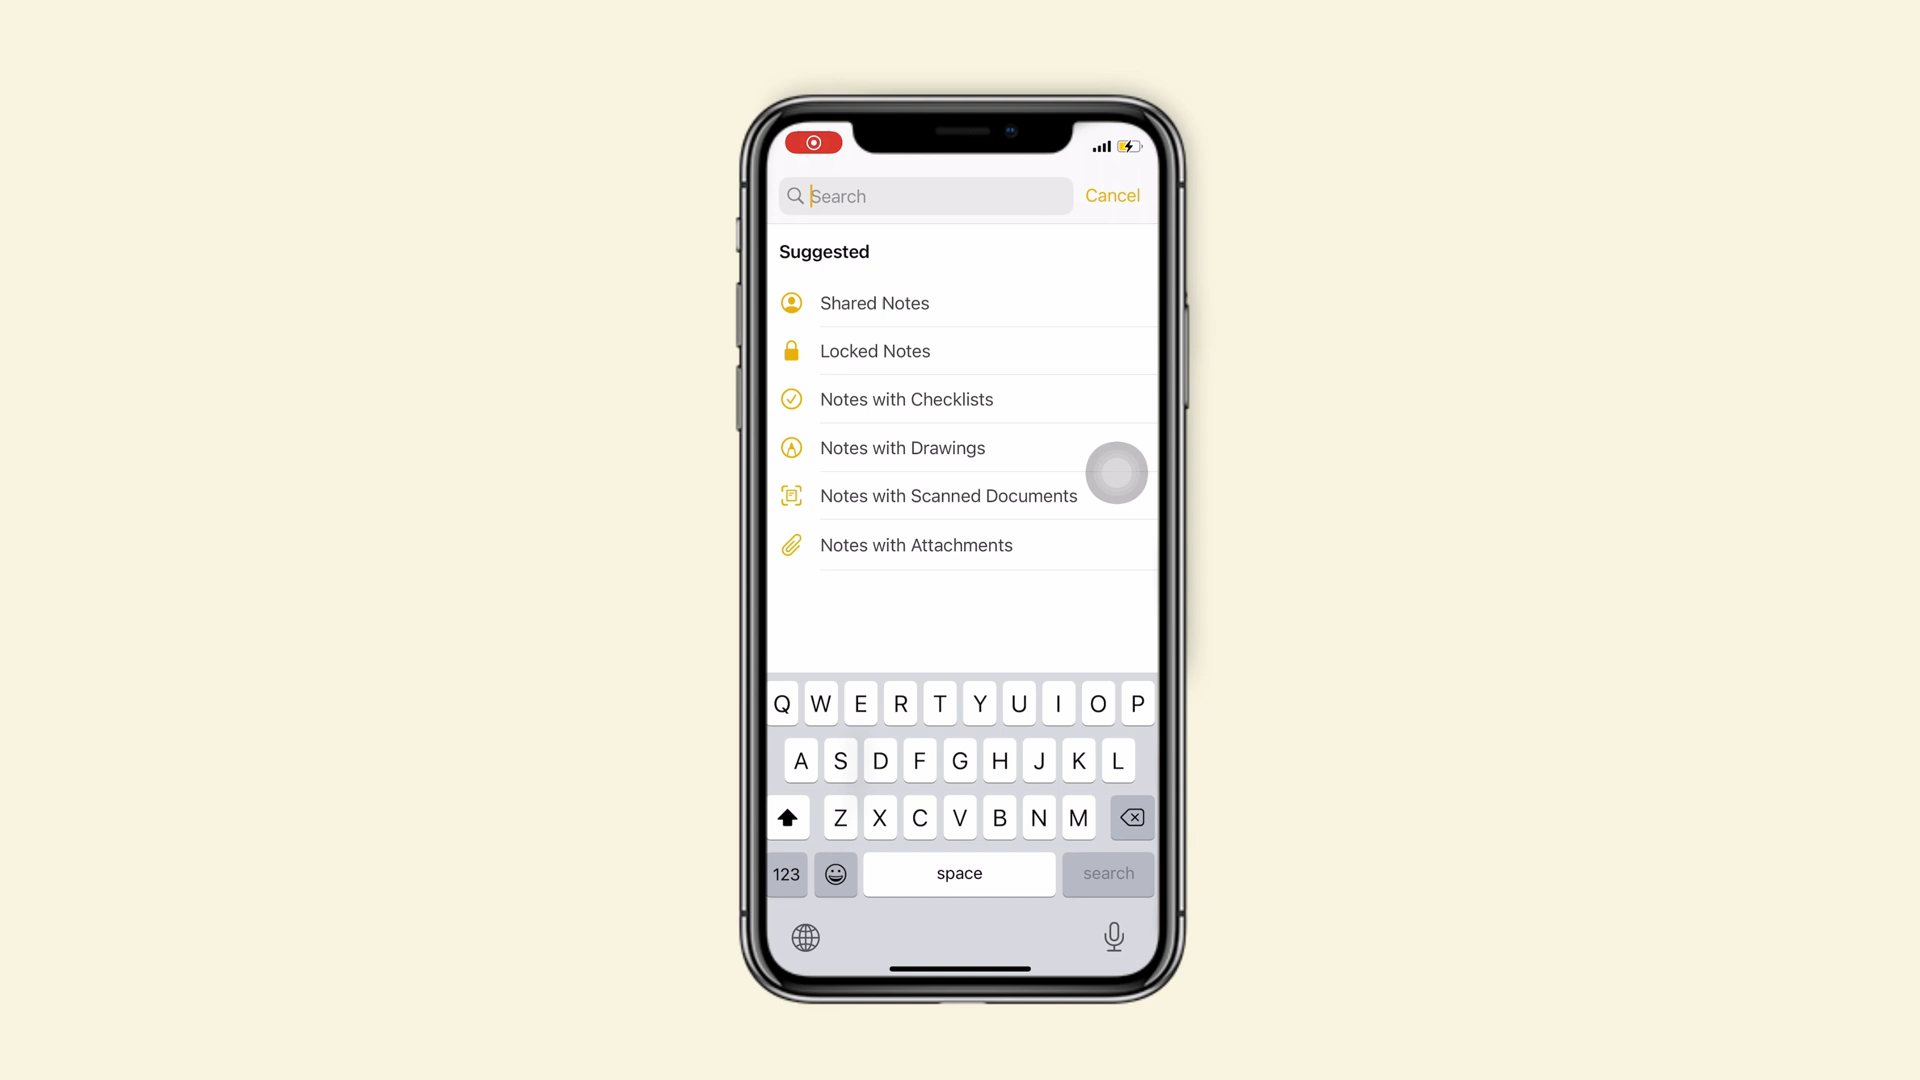 Search
Cancel
Suggested
Shared Notes
Locked Notes
Notes with Checklists
Notes with Drawings
Notes with Scanned Documents
Notes with Attachments
Q W E R T Y U I O P
A S D F G H J K L
Z X C V B N M
123 space search